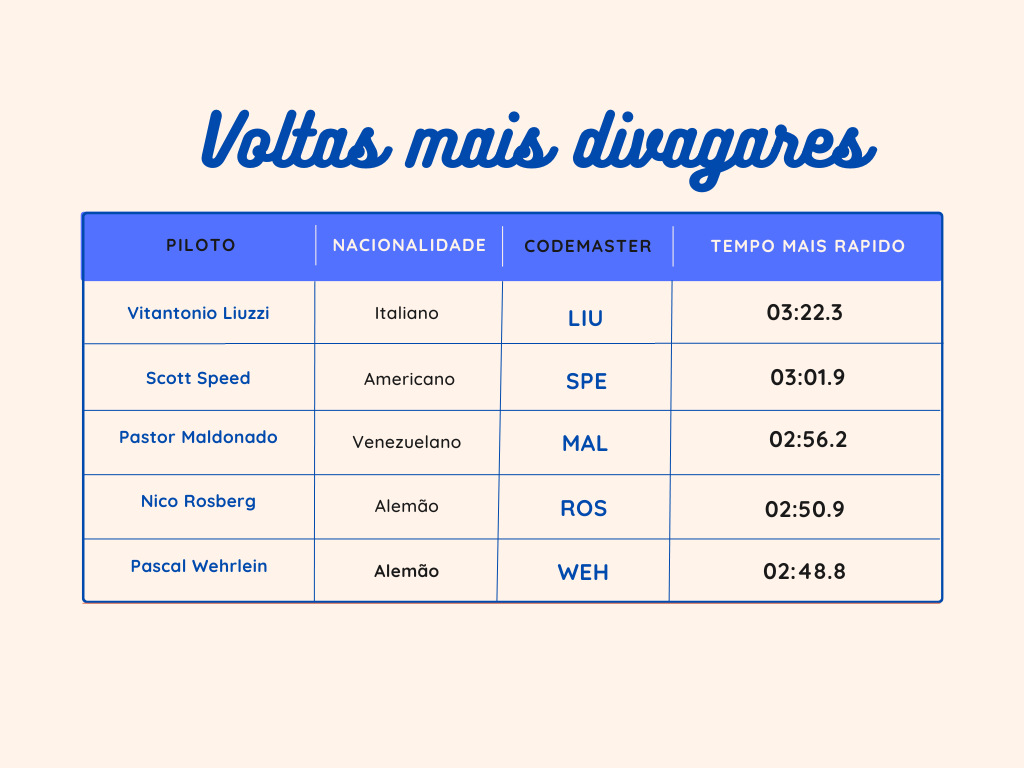 Voltas mais divagares
PILOTO NACIONALIDADE CODEMASTER TEMPO MAIS RAPIDO
Vitantonio Liuzzi Italiano LIU 03:22.3
Scott Speed Americano SPE 03:01.9
Pastor Maldonado Venezuelano MAL 02:56.2
Nico Rosberg Alemão ROS 02:50.9
Pascal Wehrlein Alemão WEH 02:48.8